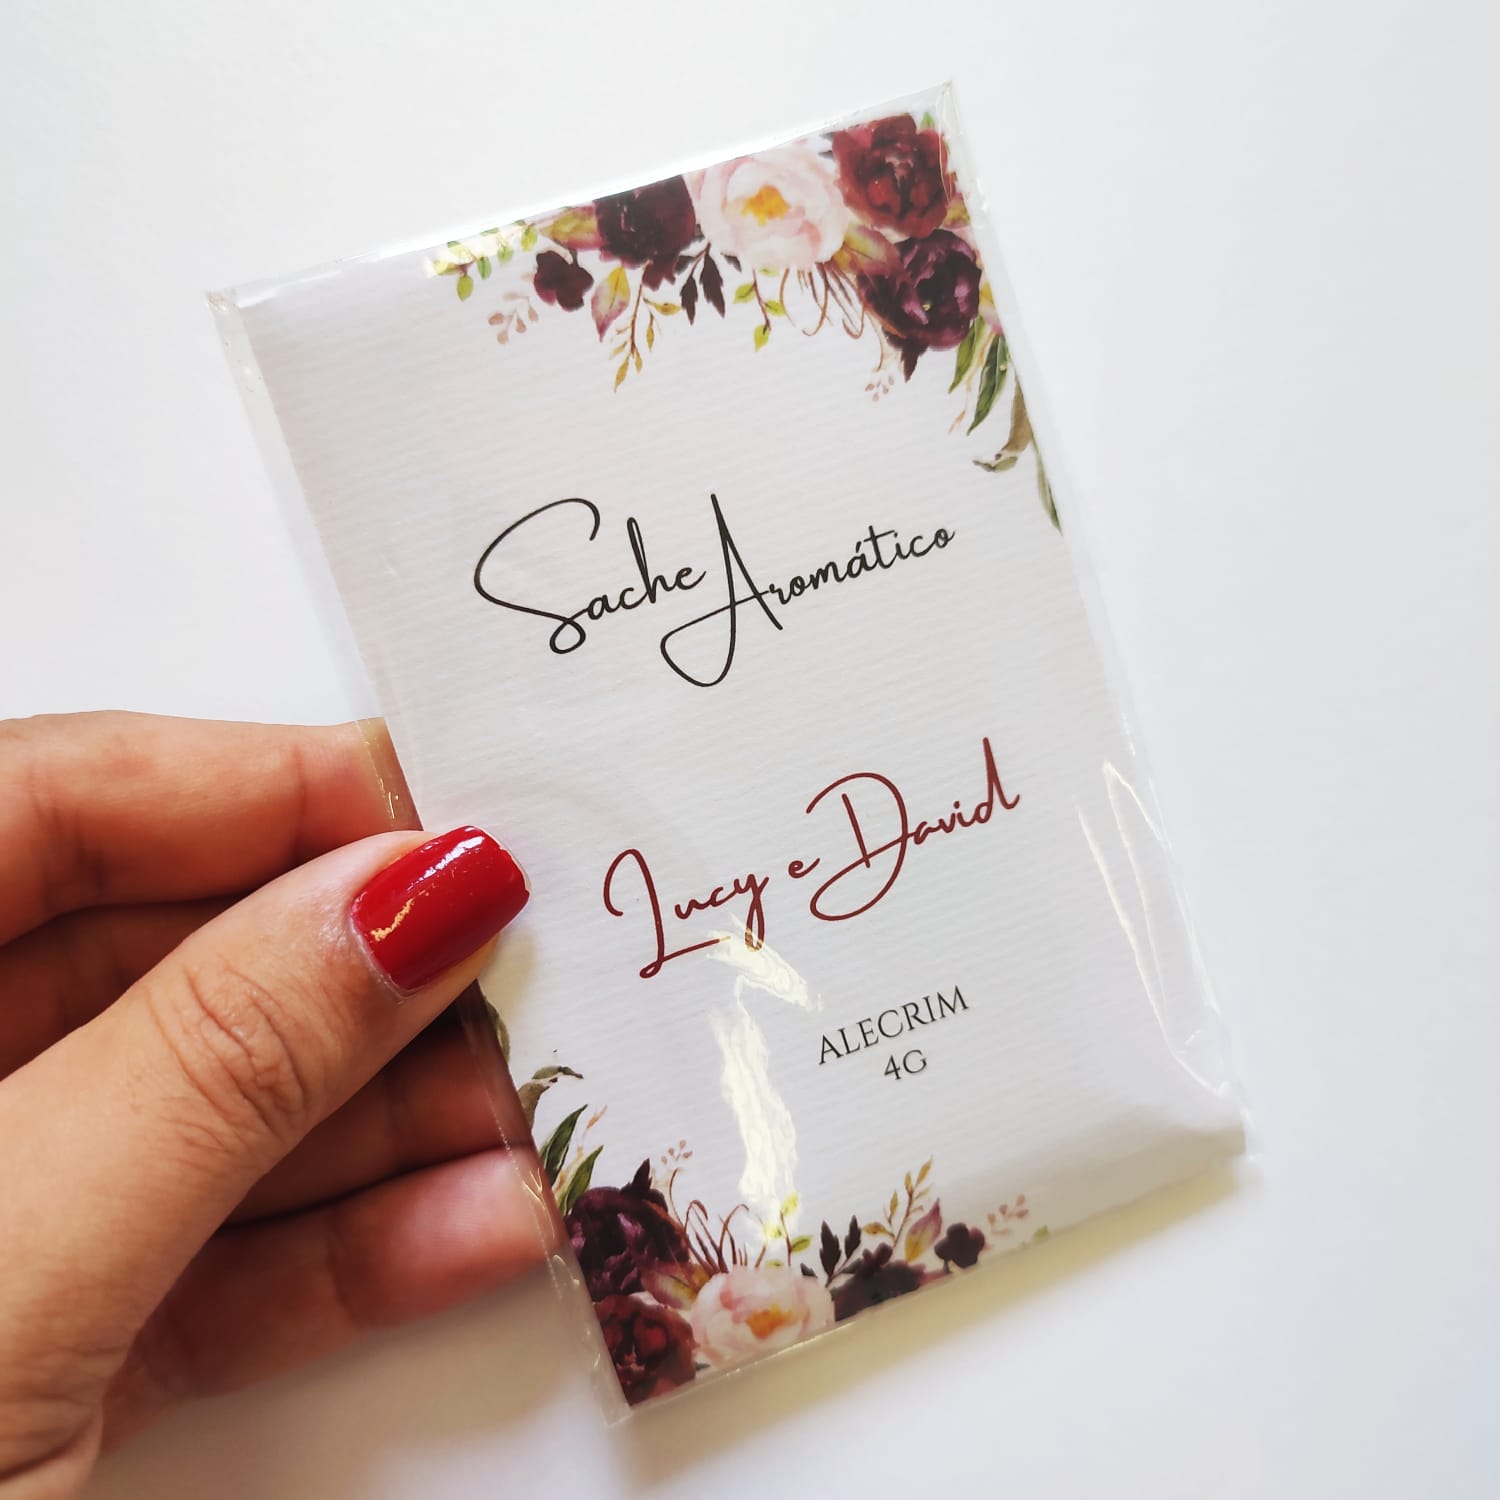 Sache Aromático
Lucy e David
ALECRIM
4G